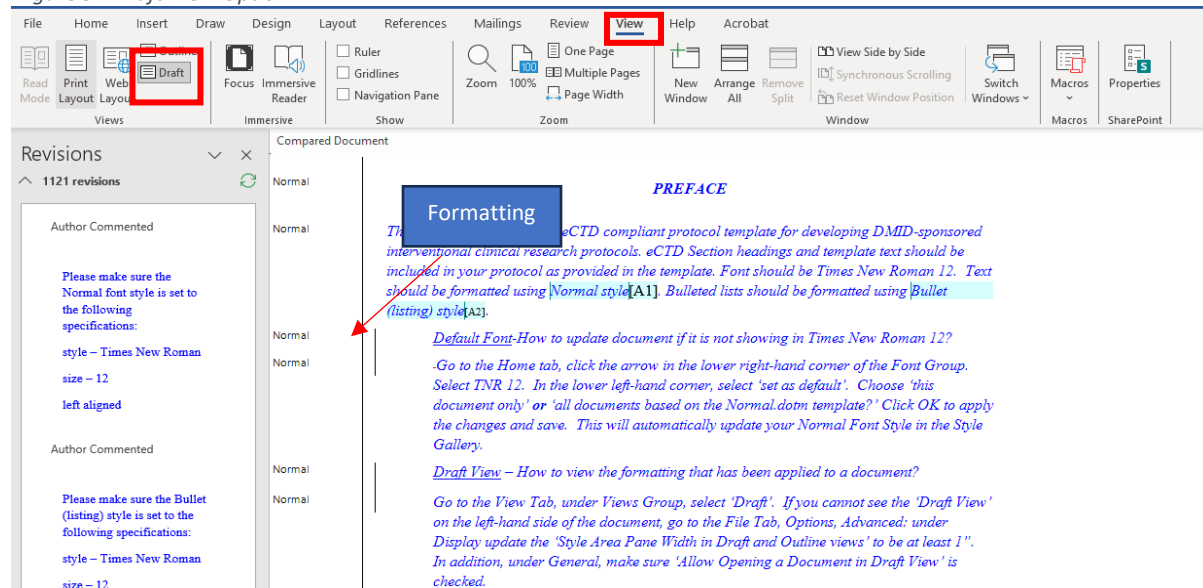 File Home Insert Draw Design Layout References Mailings Review View Help Acrobat
Read Mode
Print Layout
Web Layou
Outline
Draft
Views
Focus
Immersive Reader
Immersive
Ruler
Gridlines
Navigation Pane
Show
Zoom
100
100%
One Page
Multiple Pages
Page Width
Zoom
New Window
Arrange All
Remove Split
View Side by Side
Synchronous Scrolling
Reset Window Position
Switch Windows
Window
Macros
Macros
Properties
SharePoint
Revisions
1121 revisions
Author Commented
Please make sure the
Normal font style is set to
the following
specifications:
style – Times New Roman
size – 12
left aligned
Author Commented
Please make sure the Bullet
(listing) style is set to the
following specifications:
style – Times New Roman
size – 12
Compared Document
Normal
PREFACE
Formatting
Normal
eCTD compliant protocol template for developing DMID-sponsored
interventional clinical research protocols. eCTD Section headings and template text should be
included in your protocol as provided in the template. Font should be Times New Roman 12. Text
should be formatted using Normal style[A1]. Bulleted lists should be formatted using Bullet
(listing) style[A2].
Normal
Default Font-How to update document if it is not showing in Times New Roman 12?
Normal
-Go to the Home tab, click the arrow in the lower right-hand corner of the Font Group.
Select TNR 12. In the lower left-hand corner, select ‘set as default’. Choose ‘this
document only’ or ‘all documents based on the Normal.dotm template?’ Click OK to apply
the changes and save. This will automatically update your Normal Font Style in the Style
Gallery.
Normal
Draft View – How to view the formatting that has been applied to a document?
Normal
Go to the View Tab, under Views Group, select ‘Draft’. If you cannot see the ‘Draft View’
on the left-hand side of the document, go to the File Tab, Options, Advanced: under
Display update the ‘Style Area Pane Width in Draft and Outline views’ to be at least 1”.
In addition, under General, make sure ‘Allow Opening a Document in Draft View’ is
checked.